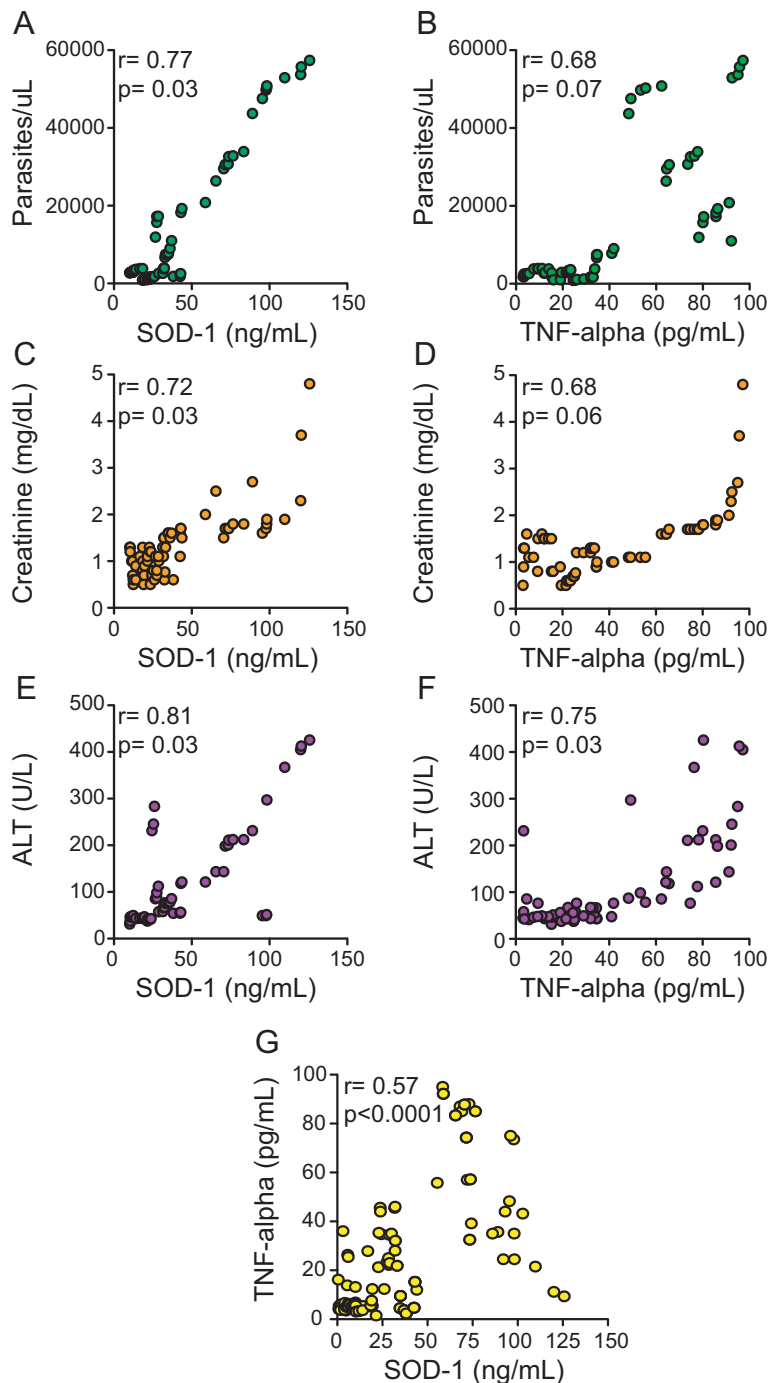 A
r= 0.77
p= 0.03
Parasites/uL
60000
40000
20000
0
0 50 100 150
SOD-1 (ng/mL)
B
r= 0.68
p= 0.07
Parasites/uL
60000
40000
20000
0
0 20 40 60 80 100
TNF-alpha (pg/mL)
C
r= 0.72
p= 0.03
Creatinine (mg/dL)
5
4
3
2
1
0
0 50 100 150
SOD-1 (ng/mL)
D
r= 0.68
p= 0.06
Creatinine (mg/dL)
5
4
3
2
1
0
0 20 40 60 80 100
TNF-alpha (pg/mL)
E
r= 0.81
p= 0.03
ALT (U/L)
500
400
300
200
100
0
0 50 100 150
SOD-1 (ng/mL)
F
r= 0.75
p= 0.03
ALT (U/L)
500
400
300
200
100
0
0 20 40 60 80 100
TNF-alpha (pg/mL)
G
r= 0.57
p<0.0001
TNF-alpha (pg/mL)
100
80
60
40
20
0
0 25 50 75 100 125 150
SOD-1 (ng/mL)